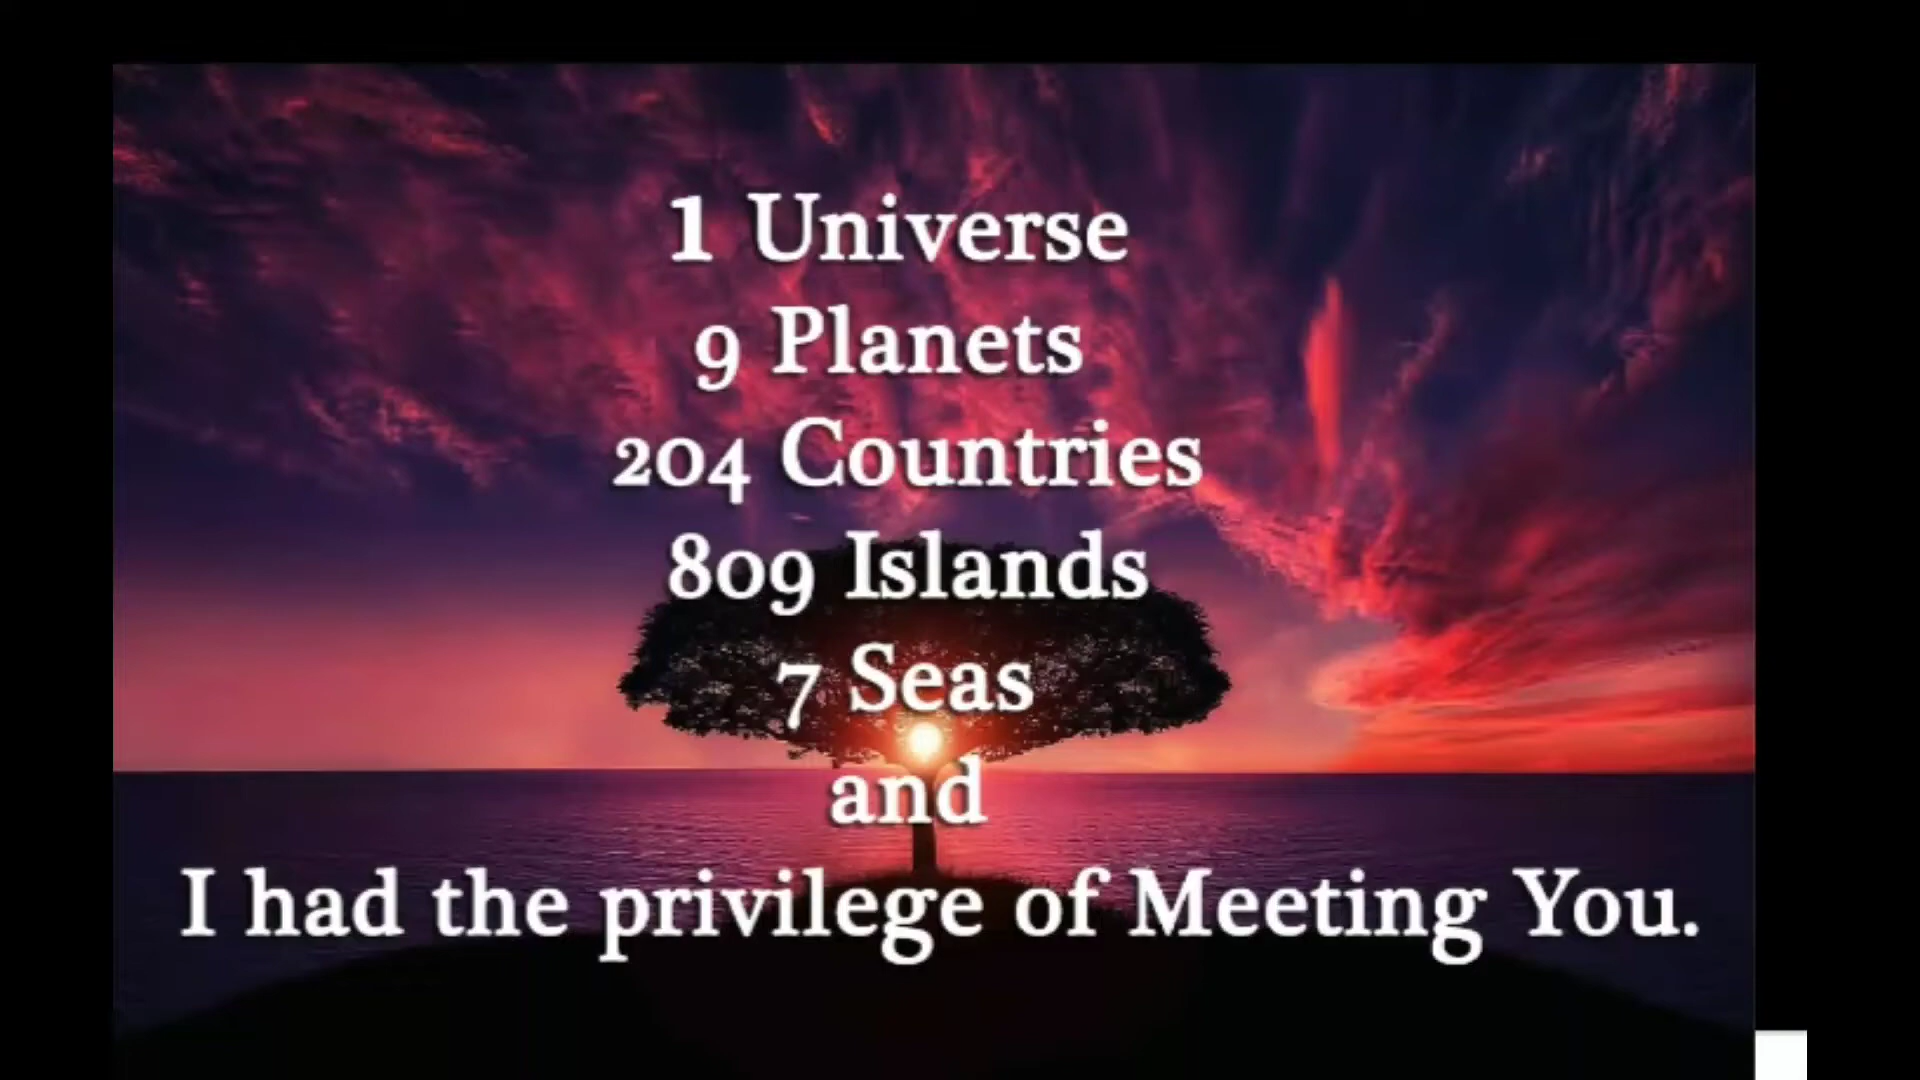 1 Universe
9 Planets
204 Countries
809 Islands
7 Seas
and
I had the privilege of Meeting You.